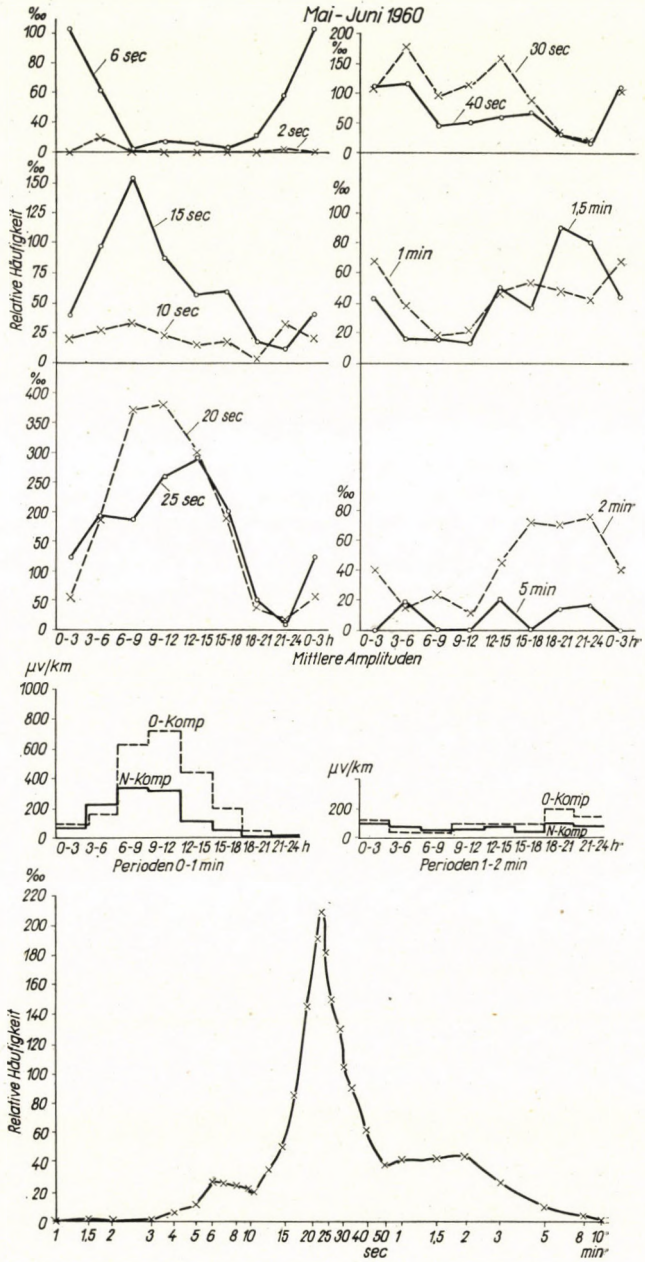 Mai-Juni 1960
‰
100
80
60
40
20
0
6 sec
2 sec
‰
200
150
100
50
0
30 sec
40 sec
Relative Häufigkeit
150
125
100
75
50
25
0
15 sec
10 sec
‰
100
80
60
40
20
0
1 min
1,5 min
‰
400
350
300
250
200
50
100
50
0
20 sec
25 sec
0-3 3-6 6-9 9-12 12-15 15-18 18-21 21-24 0-3 h
‰
80
60
40
20
0
2 min
5 min
0-3 3-6 6-9 9-12 12-15 15-18 18-21 21-24 0-3 h
Mittlere Amplituden
µv/km
1000
800
600
400
200
0
O-Komp
N-Komp
0-3 3-6 6-9 9-12 12-15 15-18 18-21 21-24 h
Perioden 0-1 min
µv/km
200
0
O-Komp
N-Komp
0-3 3-6 6-9 9-12 12-15 15-18 18-21 21-24 h
Perioden 1-2 min
‰
Relative Häufigkeit
220
200
180
160
140
120
100
80
60
40
20
0
1 1,5 2 3 4 5 6 8 10 15 20 25 30 40 50 1 1,5 2 3 5 8 10
sec min